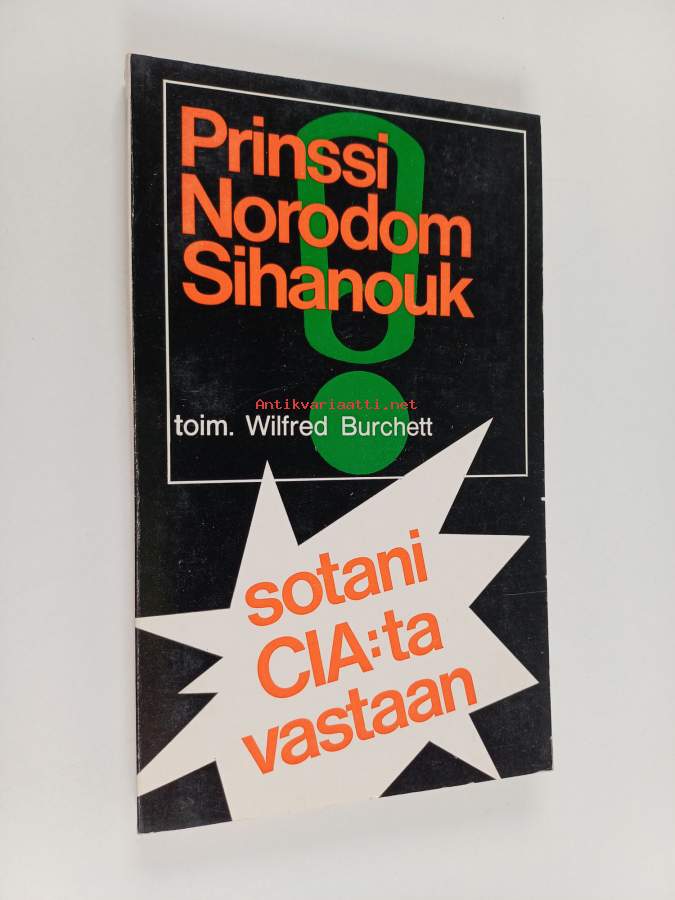 Prinssi
Norodom
Sihanouk
Antikvariaatti.net
toim. Wilfred Burchett
sotani
CIA:ta
vastaan